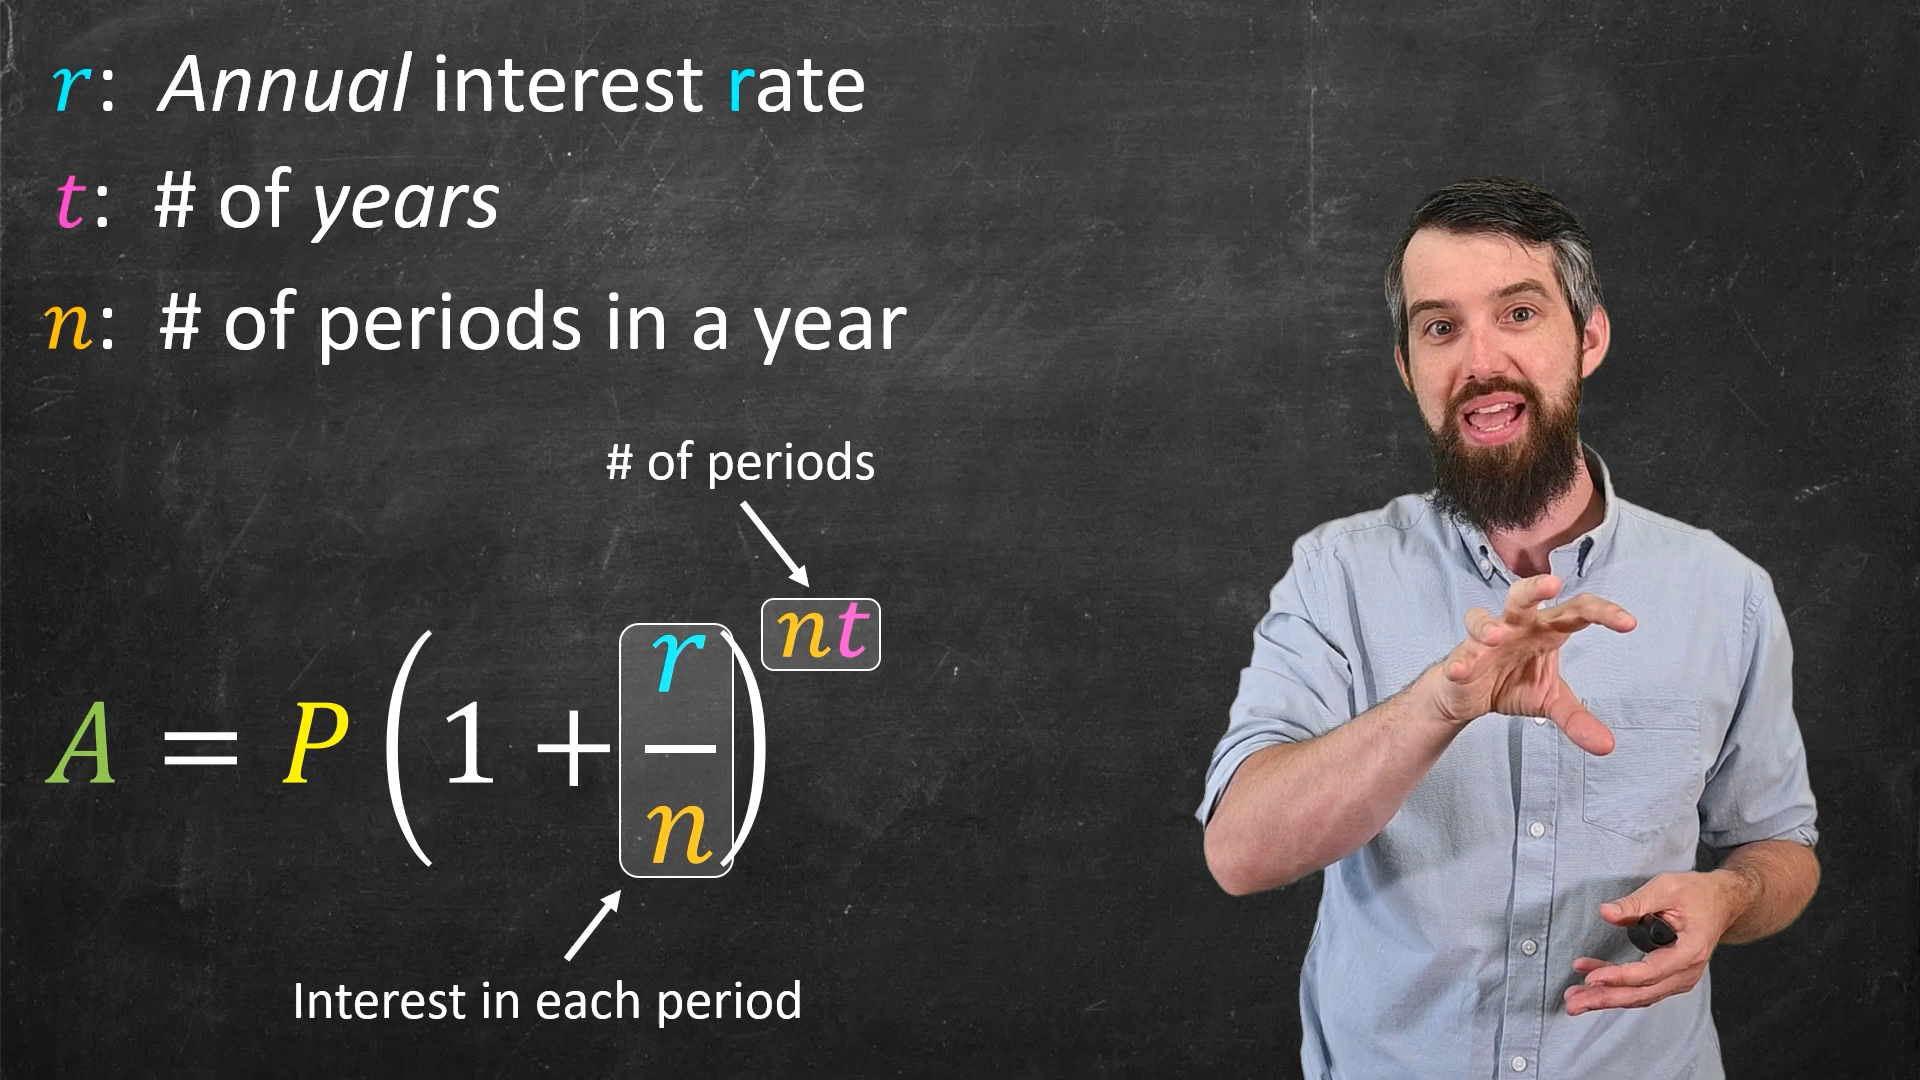 r: Annual interest rate
t: # of years
n: # of periods in a year
# of periods
A = P(1 + r/n)^nt
Interest in each period